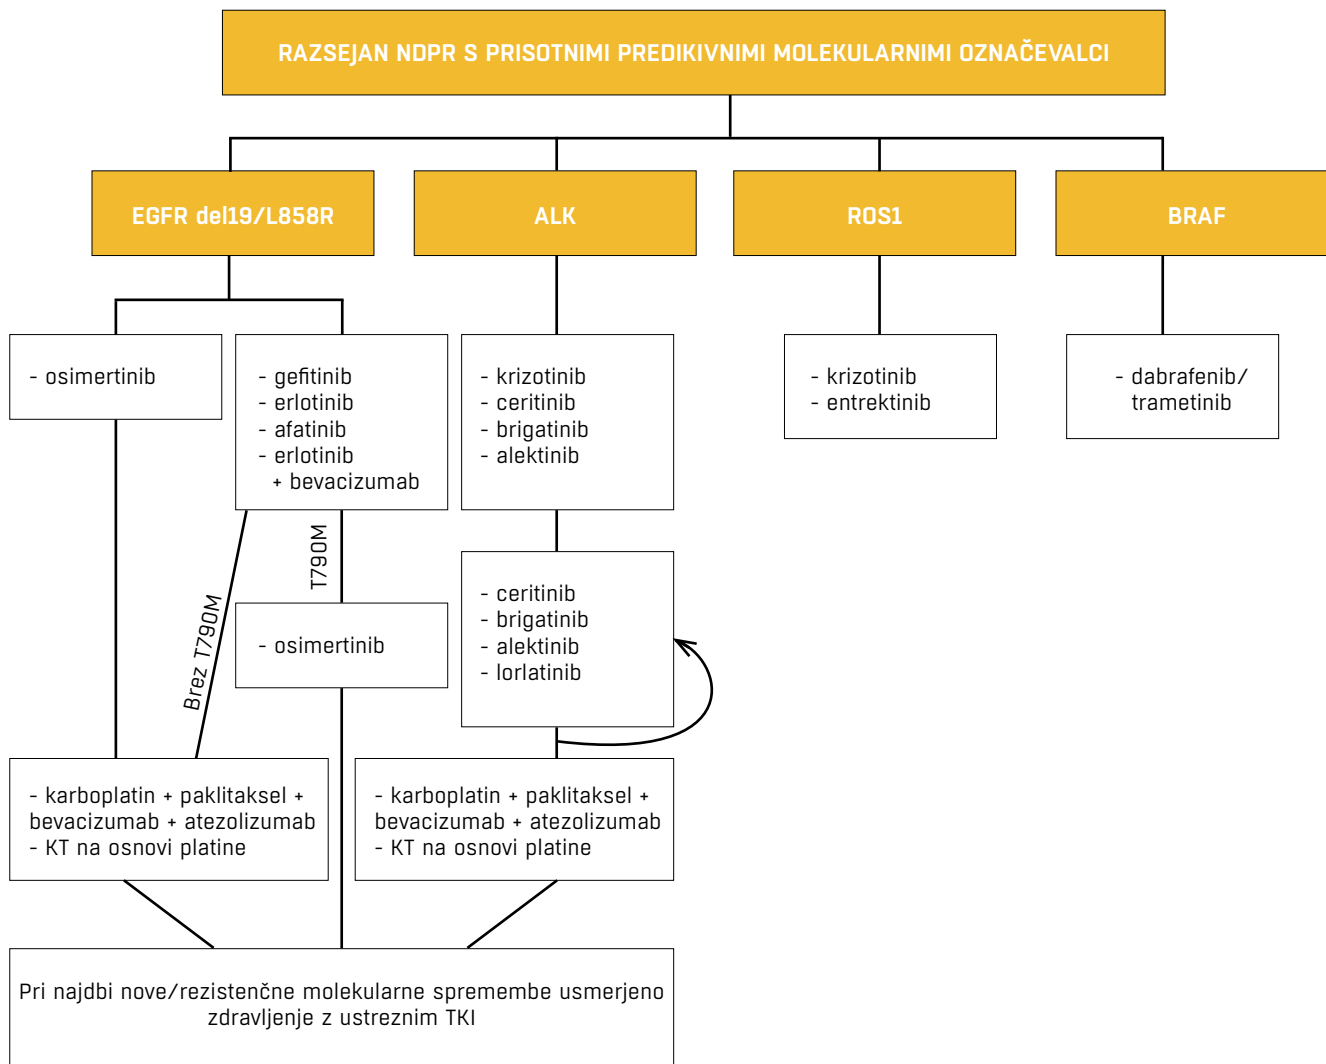 RAZSEJAN NDPR S PRISOTNIMI PREDIKIVNIMI MOLEKULARNIMI OZNAČEVALCI
EGFR del19/L858R
ALK
ROS1
BRAF
- osimertinib
- gefitinib
- erlotinib
- afatinib
- erlotinib
+ bevacizumab
- krizotinib
- ceritinib
- brigatinib
- alektinib
- krizotinib
- entrektinib
- dabrafenib/
trametinib
Brez T790M
T790M
- osimertinib
- ceritinib
- brigatinib
- alektinib
- lorlatinib
- karboplatin + paklitaksel +
bevacizumab + atezolizumab
- KT na osnovi platine
- karboplatin + paklitaksel +
bevacizumab + atezolizumab
- KT na osnovi platine
Pri najdbi nove/rezistenčne molekularne spremembe usmerjeno
zdravljenje z ustreznim TKI